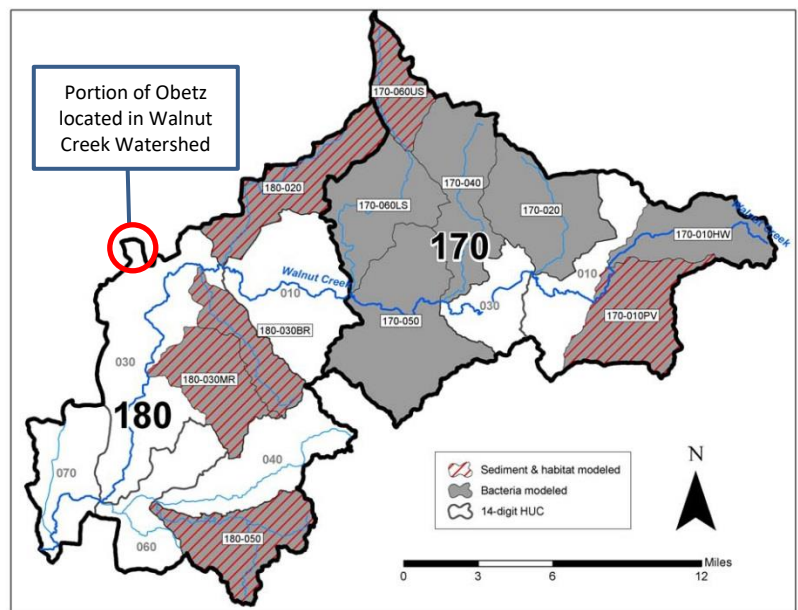 Portion of Obetz
located in Walnut
Creek Watershed
170-060US
180-020
170-040
170-060LS
170-020
170
170-010HW
Walnut Creek
010
Walnut Creek
010
030
170-050
170-010PV
180-030BR
030
180-030MR
180
040
070
060
180-050
N
Sediment & habitat modeled
Bacteria modeled
14-digit HUC
Miles
0 3 6 12